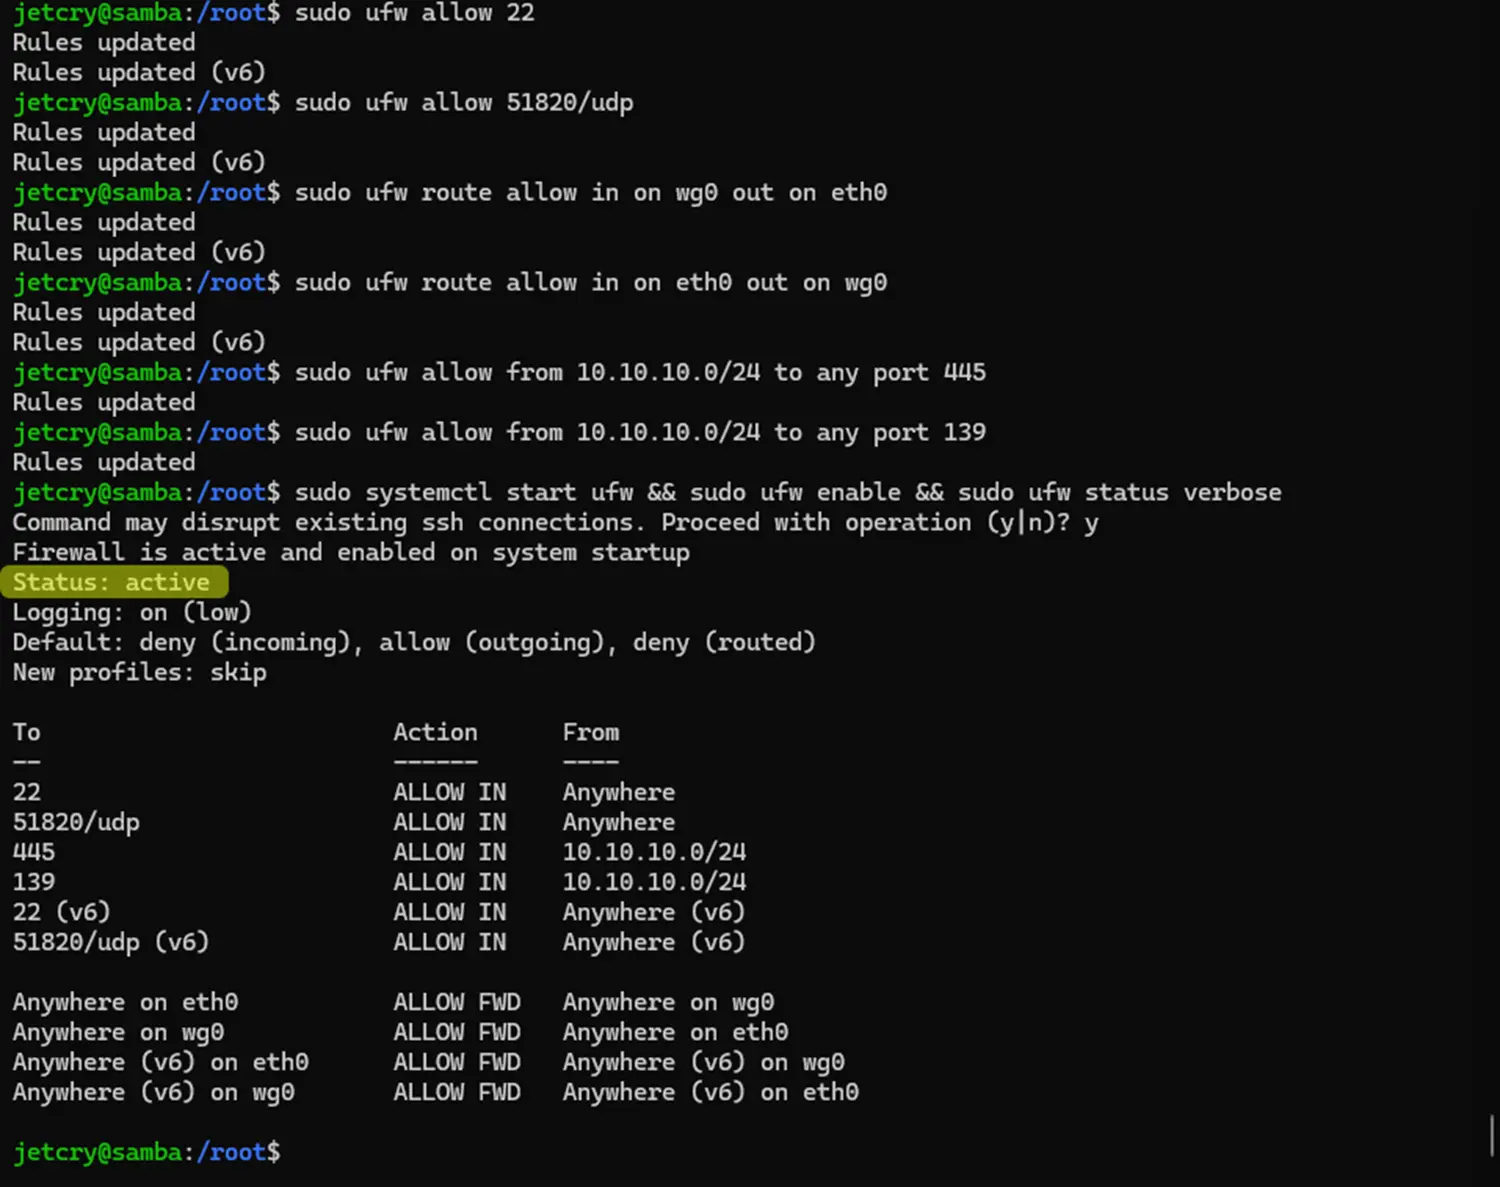 jetcry@samba:/root$ sudo ufw allow 22
Rules updated
Rules updated (v6)
jetcry@samba:/root$ sudo ufw allow 51820/udp
Rules updated
Rules updated (v6)
jetcry@samba:/root$ sudo ufw route allow in on wg0 out on eth0
Rules updated
Rules updated (v6)
jetcry@samba:/root$ sudo ufw route allow in on eth0 out on wg0
Rules updated
Rules updated (v6)
jetcry@samba:/root$ sudo ufw allow from 10.10.10.0/24 to any port 445
Rules updated
jetcry@samba:/root$ sudo ufw allow from 10.10.10.0/24 to any port 139
Rules updated
jetcry@samba:/root$ sudo systemctl start ufw && sudo ufw enable && sudo ufw status verbose
Command may disrupt existing ssh connections. Proceed with operation (y|n)? y
Firewall is active and enabled on system startup
Status: active
Logging: on (low)
Default: deny (incoming), allow (outgoing), deny (routed)
New profiles: skip

To                         Action      From
--                         ------      ----
22                         ALLOW IN    Anywhere
51820/udp                  ALLOW IN    Anywhere
445                        ALLOW IN    10.10.10.0/24
139                        ALLOW IN    10.10.10.0/24
22 (v6)                    ALLOW IN    Anywhere (v6)
51820/udp (v6)             ALLOW IN    Anywhere (v6)

Anywhere on eth0           ALLOW FWD   Anywhere on wg0
Anywhere on wg0            ALLOW FWD   Anywhere on eth0
Anywhere (v6) on eth0      ALLOW FWD   Anywhere (v6) on wg0
Anywhere (v6) on wg0       ALLOW FWD   Anywhere (v6) on eth0

jetcry@samba:/root$